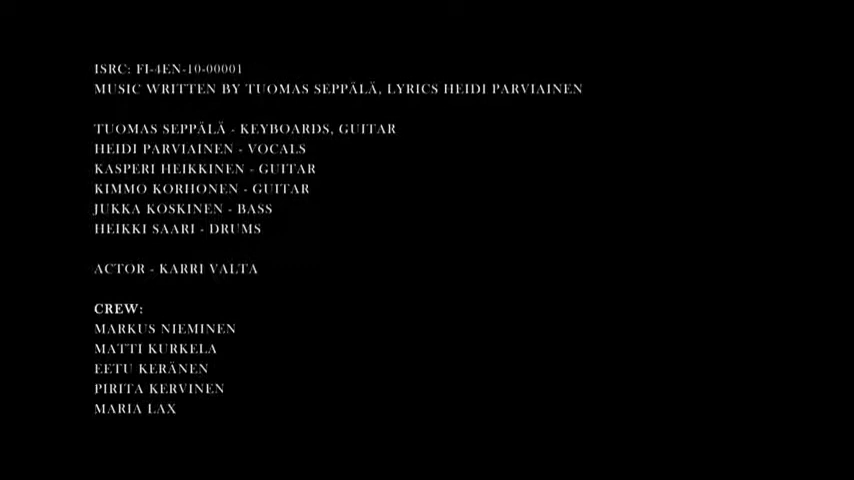 ISRC: FI-4EN-10-00001
MUSIC WRITTEN BY TUOMAS SEPPÄLÄ, LYRICS HEIDI PARVIAINEN
TUOMAS SEPPÄLÄ - KEYBOARDS, GUITAR
HEIDI PARVIAINEN - VOCALS
KASPERI HEIKKINEN - GUITAR
KIMMO KORHONEN - GUITAR
JUKKA KOSKINEN - BASS
HEIKKI SAARI - DRUMS
ACTOR - KARRI VALTA
CREW:
MARKUS NIEMINEN
MATTI KURKELA
EETU KERÄNEN
PIRITA KERVINEN
MARIA LAX